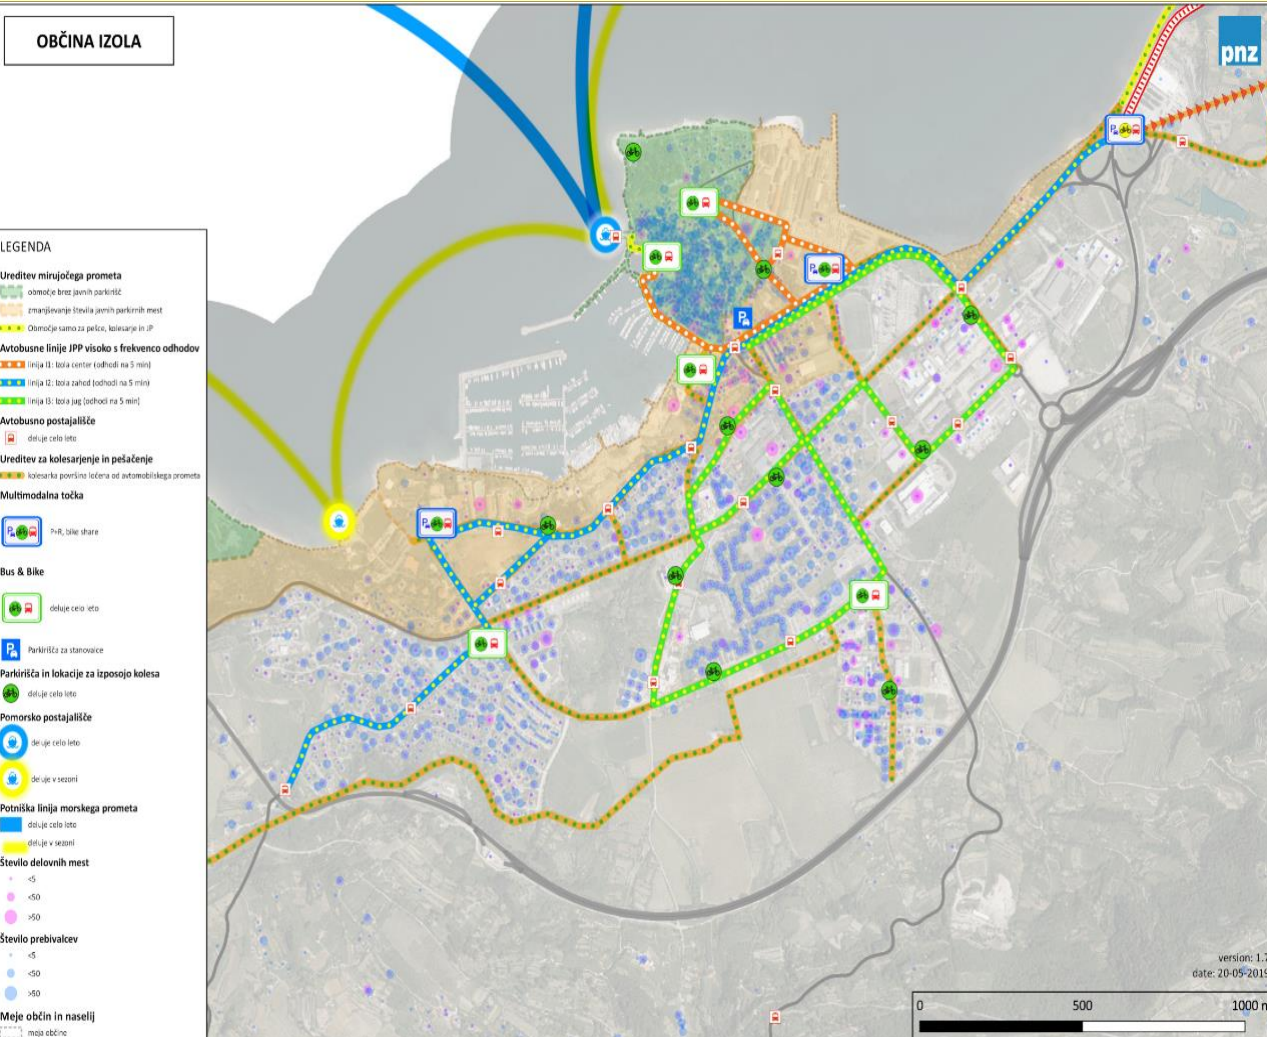 OBČINA IZOLA
pnz
LEGENDA
Ureditev mirujočega prometa
območje brez javnih parkirišč
zmanjševanje števila javnih parkirnih mest
Območje samo za pešce, kolesarje in JP
Avtobusne linije JPP visoko s frekvenco odhodov
linija I1: Izola center (odhodi na 5 min)
linija I2: Izola zahod (odhodi na 5 min)
linija I3: Izola jug (odhodi na 5 min)
Avtobusno postajališče
deluje celo leto
Ureditev za kolesarjenje in pešačenje
kolesarka površina ločena od avtomobilskega prometa
Multimodalna točka
P+R, bike share
Bus & Bike
deluje celo leto
Parkirišča za stanovalce
Parkirišča in lokacije za izposojo kolesa
deluje celo leto
Pomorsko postajališče
deluje celo leto
deluje v sezoni
Potniška linija morskega prometa
deluje celo leto
deluje v sezoni
Število delovnih mest
<5
<50
>50
Število prebivalcev
<5
<50
>50
Meje občin in naselij
meja občine
version: 1.7
date: 20-05-2019
0 500 1000 m